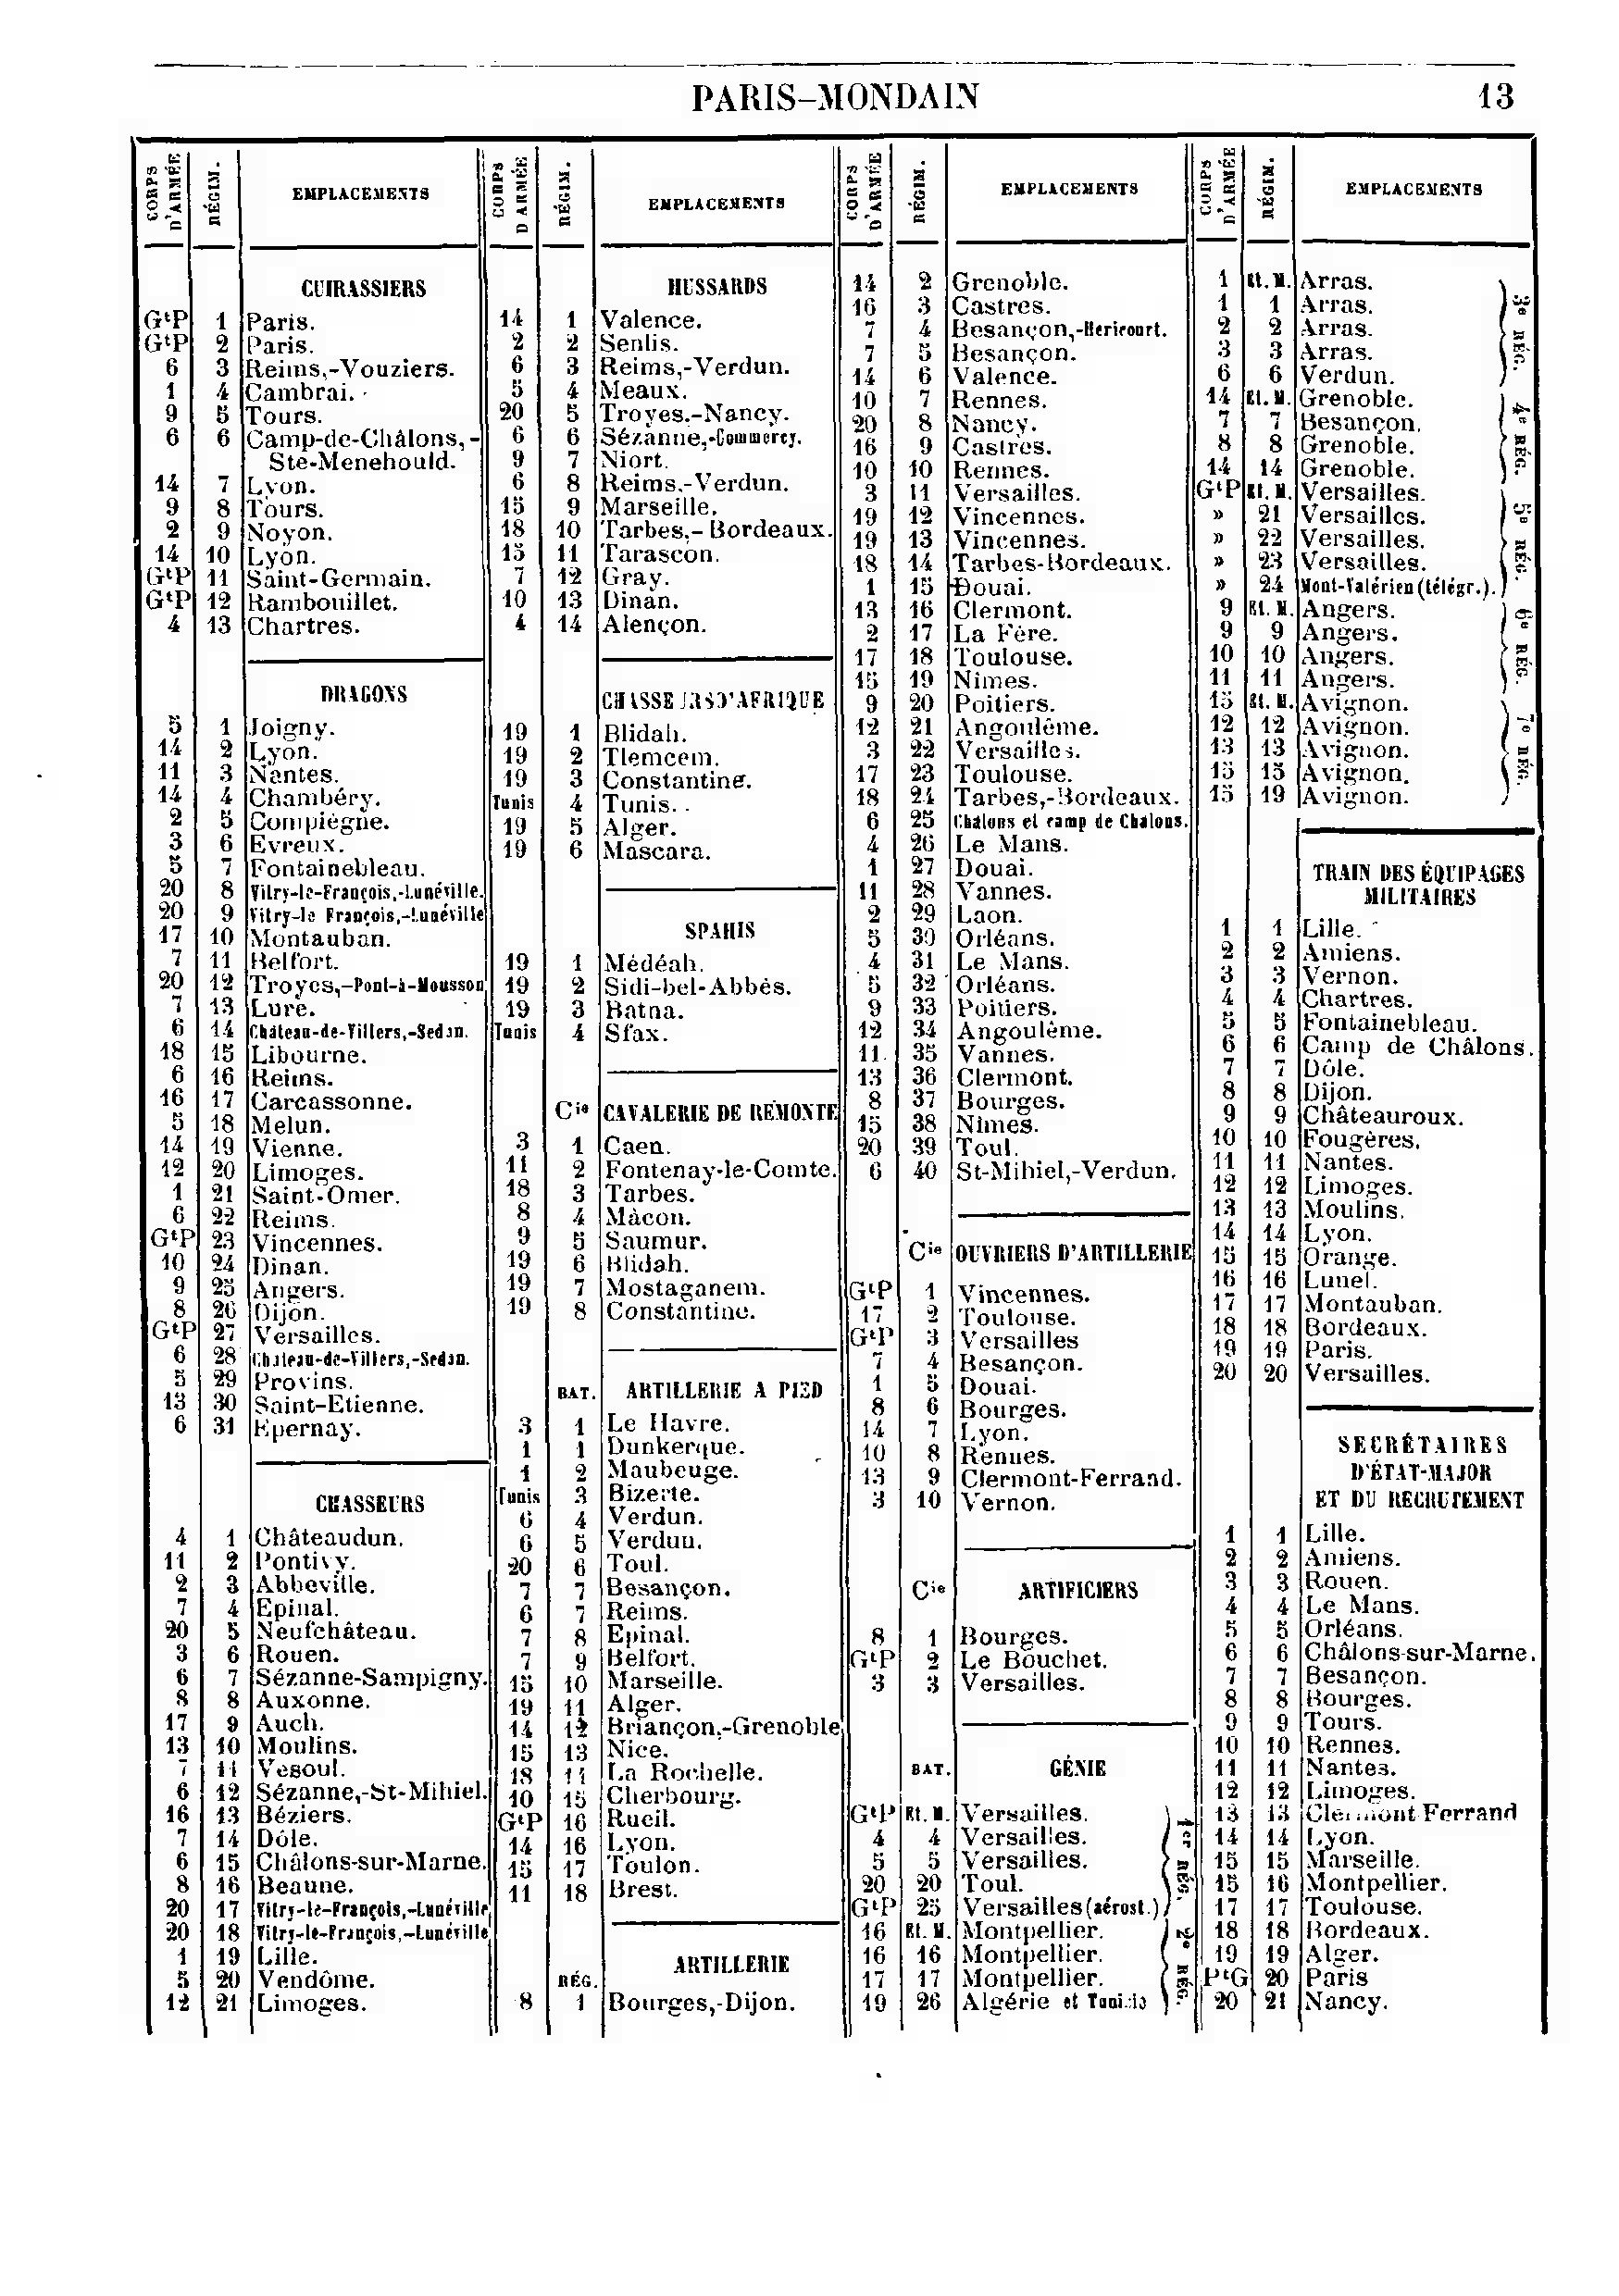 PARIS-MONDAIN
13
CORPS D'ARMÉE
RÉGIM.
EMPLACEMENTS
CUIRASSIERS
GtP 1 Paris.
GtP 2 Paris.
6 3 Reims,-Vouziers.
1 4 Cambrai.
9 5 Tours.
6 6 Camp-de-Châlons,-
Ste-Menehould.
14 7 Lyon.
9 8 Tours.
2 9 Noyon.
14 10 Lyon.
GtP 11 Saint-Germain.
GtP 12 Rambouillet.
4 13 Chartres.
DRAGONS
5 1 Joigny.
14 2 Lyon.
11 3 Nantes.
14 4 Chambéry.
2 5 Compiègne.
3 6 Evreux.
5 7 Fontainebleau.
20 8 Vitry-le-François,-Lunéville.
20 9 Vitry-le François,-Lunéville
17 10 Montauban.
7 11 Belfort.
20 12 Troyes,-Pont-à-Mousson
7 13 Lure.
6 14 Château-de-Villers,-Sedan.
18 15 Libourne.
6 16 Reims.
16 17 Carcassonne.
5 18 Melun.
14 19 Vienne.
12 20 Limoges.
1 21 Saint-Omer.
6 22 Reims.
GtP 23 Vincennes.
10 24 Dinan.
9 25 Angers.
8 26 Dijon.
GtP 27 Versailles.
6 28 Château-de-Villers,-Sedan.
5 29 Provins.
13 30 Saint-Etienne.
6 31 Epernay.
CHASSEURS
4 1 Châteaudun.
11 2 Pontivy.
2 3 Abbeville.
7 4 Epinal.
20 5 Neufchâteau.
3 6 Rouen.
6 7 Sézanne-Sampigny.
8 8 Auxonne.
17 9 Auch.
13 10 Moulins.
7 11 Vesoul.
6 12 Sézanne,-St-Mihiel.
16 13 Béziers.
7 14 Dôle.
6 15 Châlons-sur-Marne.
8 16 Beaune.
20 17 Vitry-le-François,-Lunéville
20 18 Vitry-le-François,-Lunéville
1 19 Lille.
5 20 Vendôme.
12 21 Limoges.
CORPS D'ARMÉE
RÉGIM.
EMPLACEMENTS
HUSSARDS
14 1 Valence.
2 2 Senlis.
6 3 Reims,-Verdun.
5 4 Meaux.
20 5 Troyes.-Nancy.
6 6 Sézanne,-Commercy.
9 7 Niort.
6 8 Reims.-Verdun.
15 9 Marseille.
18 10 Tarbes,-Bordeaux.
15 11 Tarascon.
7 12 Gray.
10 13 Dinan.
4 14 Alençon.
CHASSEURS D'AFRIQUE
19 1 Blidah.
19 2 Tlemcem.
19 3 Constantine.
Tunis 4 Tunis.
19 5 Alger.
19 6 Mascara.
SPAHIS
19 1 Médéah.
19 2 Sidi-bel-Abbès.
19 3 Batna.
Tunis 4 Sfax.
Cie CAVALERIE DE REMONTE
3 1 Caen.
11 2 Fontenay-le-Comte.
18 3 Tarbes.
8 4 Mâcon.
9 5 Saumur.
19 6 Blidah.
19 7 Mostaganem.
19 8 Constantine.
BAT. ARTILLERIE A PIED
3 1 Le Havre.
1 1 Dunkerque.
1 2 Maubeuge.
Tunis 3 Bizerte.
6 4 Verdun.
6 5 Verdun.
20 6 Toul.
7 7 Besançon.
6 7 Reims.
7 8 Epinal.
7 9 Belfort.
15 10 Marseille.
19 11 Alger.
14 12 Briançon,-Grenoble
15 13 Nice.
18 14 La Rochelle.
10 15 Cherbourg.
GtP 16 Rueil.
14 16 Lyon.
15 17 Toulon.
11 18 Brest.
RÉG. ARTILLERIE
8 1 Bourges,-Dijon.
CORPS D'ARMÉE
RÉGIM.
EMPLACEMENTS
14 2 Grenoble.
16 3 Castres.
7 4 Besançon,-Hericourt.
7 5 Besançon.
14 6 Valence.
10 7 Rennes.
20 8 Nancy.
16 9 Castres.
10 10 Rennes.
3 11 Versailles.
19 12 Vincennes.
19 13 Vincennes.
18 14 Tarbes-Bordeaux.
1 15 Douai.
13 16 Clermont.
2 17 La Fère.
17 18 Toulouse.
15 19 Nimes.
9 20 Poitiers.
12 21 Angoulême.
3 22 Versailles.
17 23 Toulouse.
18 24 Tarbes,-Bordeaux.
6 25 Châlons et camp de Châlons.
4 26 Le Mans.
1 27 Douai.
11 28 Vannes.
2 29 Laon.
5 30 Orléans.
4 31 Le Mans.
5 32 Orléans.
9 33 Poitiers.
12 34 Angoulême.
11 35 Vannes.
13 36 Clermont.
8 37 Bourges.
15 38 Nimes.
20 39 Toul.
6 40 St-Mihiel,-Verdun.
Cie OUVRIERS D'ARTILLERIE
GtP 1 Vincennes.
17 2 Toulouse.
GtP 3 Versailles
7 4 Besançon.
1 5 Douai.
8 6 Bourges.
14 7 Lyon.
10 8 Rennes.
13 9 Clermont-Ferrand.
3 10 Vernon.
Cie ARTIFICIERS
8 1 Bourges.
GtP 2 Le Bouchet.
3 3 Versailles.
BAT. GÉNIE
GtP Et. M. Versailles.
4 4 Versailles.
5 5 Versailles.
20 20 Toul.
GtP 25 Versailles (aérost.)
1er RÉG.
16 Et. M. Montpellier.
16 16 Montpellier.
17 17 Montpellier.
19 26 Algérie et Tunisie
2e RÉG.
CORPS D'ARMÉE
RÉGIM.
EMPLACEMENTS
1 Et. M. Arras.
1 1 Arras.
2 2 Arras.
3 3 Arras.
6 6 Verdun.
3e RÉG.
14 Et. M. Grenoble.
7 7 Besançon.
8 8 Grenoble.
14 14 Grenoble.
4e RÉG.
GtP Et. M. Versailles.
» 21 Versailles.
» 22 Versailles.
» 23 Versailles.
» 24 Mont-Valérien (télégr.).
5e RÉG.
9 Et. M. Angers.
9 9 Angers.
10 10 Angers.
11 11 Angers.
6e RÉG.
15 Et. M. Avignon.
12 12 Avignon.
13 13 Avignon.
15 15 Avignon.
15 19 Avignon.
7e RÉG.
TRAIN DES ÉQUIPAGES
MILITAIRES
1 1 Lille.
2 2 Amiens.
3 3 Vernon.
4 4 Chartres.
5 5 Fontainebleau.
6 6 Camp de Châlons.
7 7 Dôle.
8 8 Dijon.
9 9 Châteauroux.
10 10 Fougères.
11 11 Nantes.
12 12 Limoges.
13 13 Moulins.
14 14 Lyon.
15 15 Orange.
16 16 Lunel.
17 17 Montauban.
18 18 Bordeaux.
19 19 Paris.
20 20 Versailles.
SECRÉTAIRES
D'ÉTAT-MAJOR
ET DU RECRUTEMENT
1 1 Lille.
2 2 Amiens.
3 3 Rouen.
4 4 Le Mans.
5 5 Orléans.
6 6 Châlons-sur-Marne.
7 7 Besançon.
8 8 Bourges.
9 9 Tours.
10 10 Rennes.
11 11 Nantes.
12 12 Limoges.
13 13 Clermont Ferrand
14 14 Lyon.
15 15 Marseille.
15 16 Montpellier.
17 17 Toulouse.
18 18 Bordeaux.
19 19 Alger.
PtG 20 Paris
20 21 Nancy.